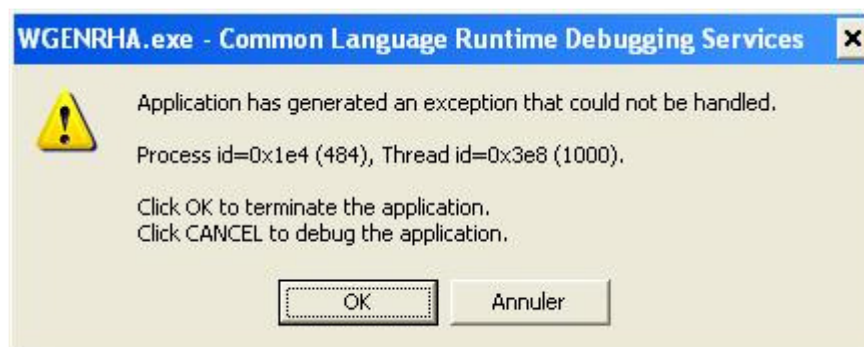 WGENRHA.exe - Common Language Runtime Debugging Services
Application has generated an exception that could not be handled.
Process id=0x1e4 (484), Thread id=0x3e8 (1000).
Click OK to terminate the application.
Click CANCEL to debug the application.
OK Annuler